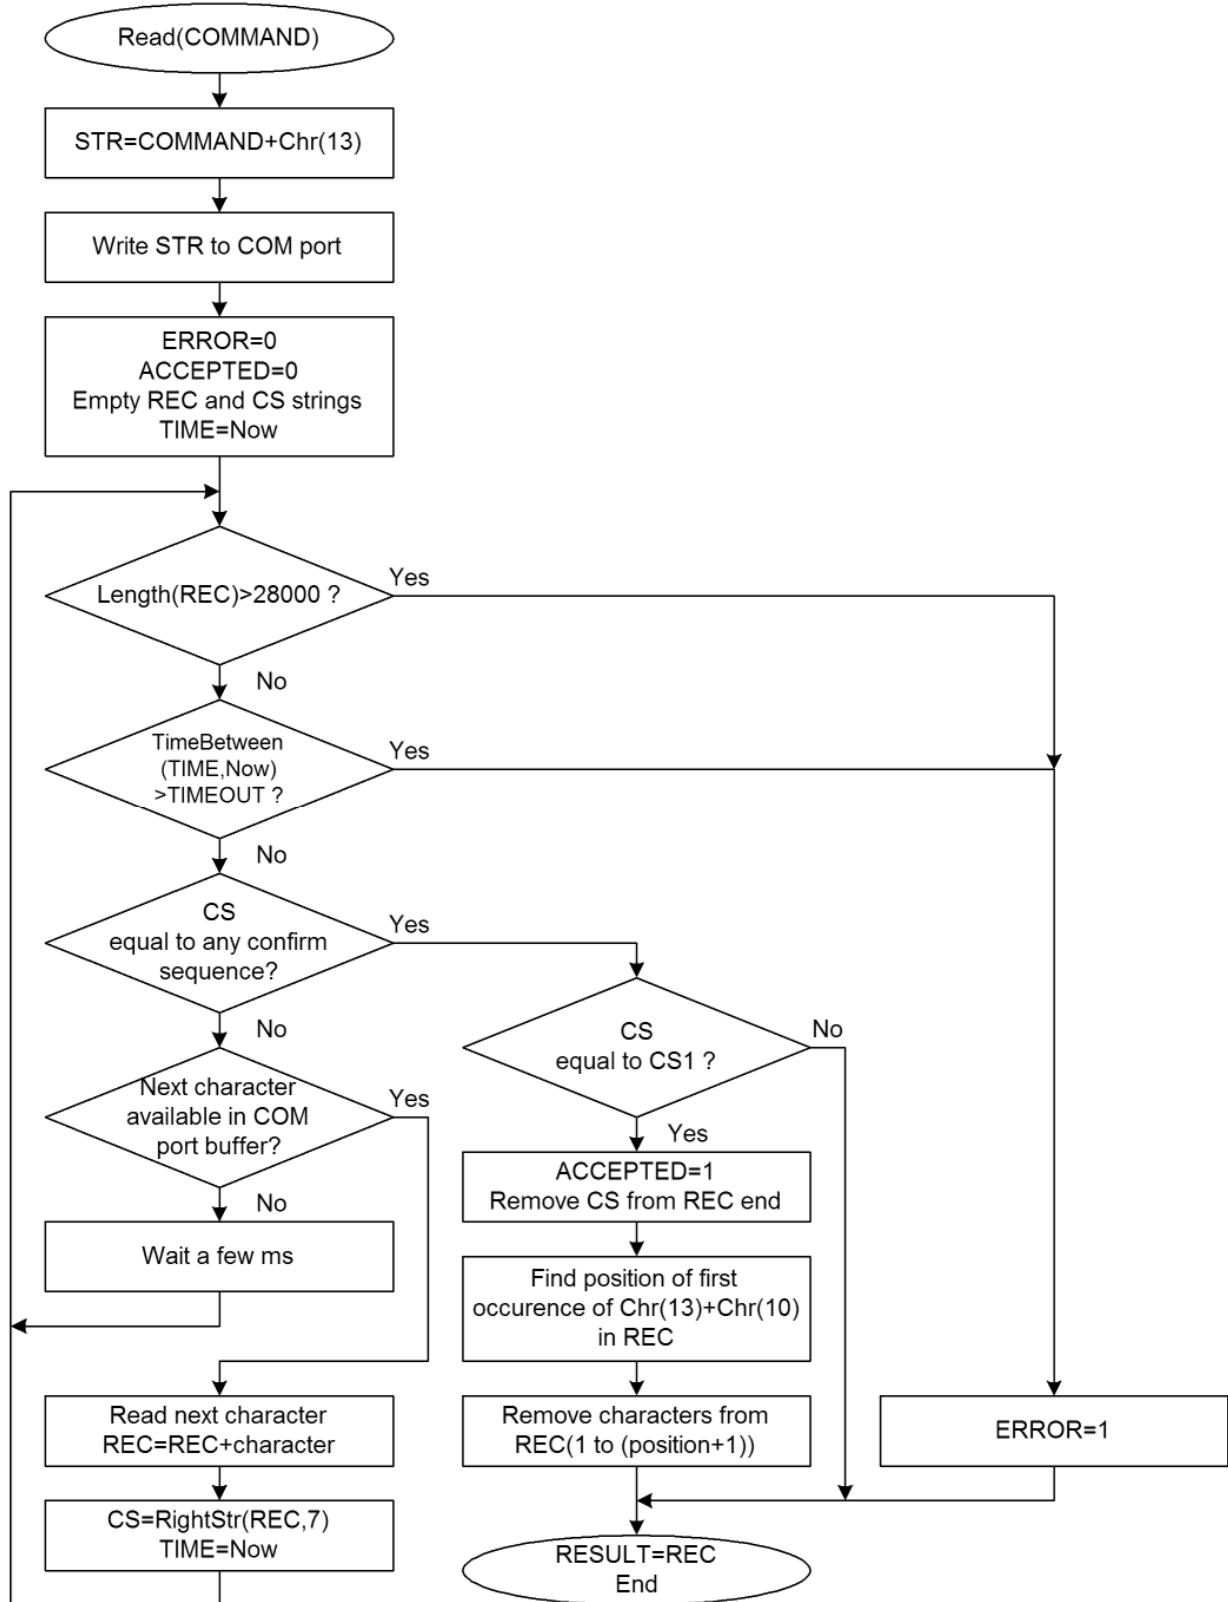 Read(COMMAND)
STR=COMMAND+Chr(13)
Write STR to COM port
ERROR=0
ACCEPTED=0
Empty REC and CS strings
TIME=Now
Length(REC)>28000 ?
Yes
No
TimeBetween
(TIME,Now)
>TIMEOUT ?
Yes
No
CS
equal to any confirm
sequence?
Yes
No
CS
equal to CS1 ?
No
Yes
Next character
available in COM
port buffer?
Yes
No
Wait a few ms
ACCEPTED=1
Remove CS from REC end
Find position of first
occurence of Chr(13)+Chr(10)
in REC
Read next character
REC=REC+character
Remove characters from
REC(1 to (position+1))
ERROR=1
CS=RightStr(REC,7)
TIME=Now
RESULT=REC
End